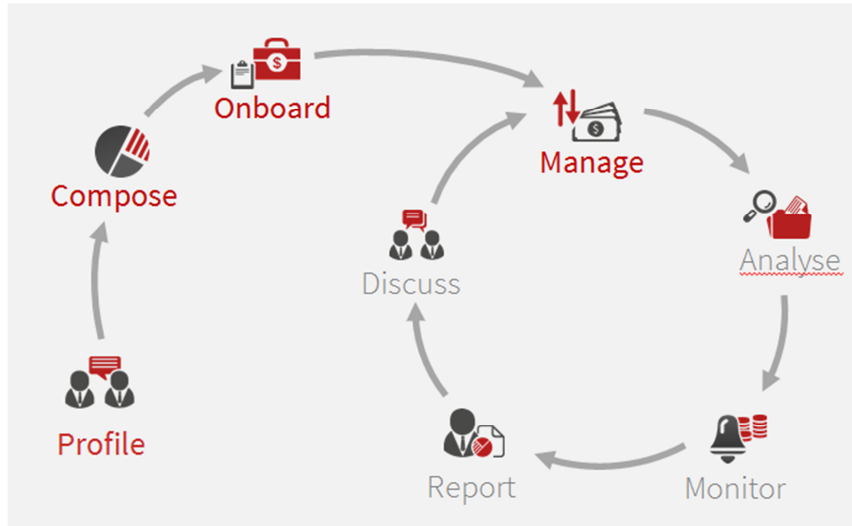 Profile
Compose
Onboard
Manage
Analyse
Monitor
Report
Discuss
$
$